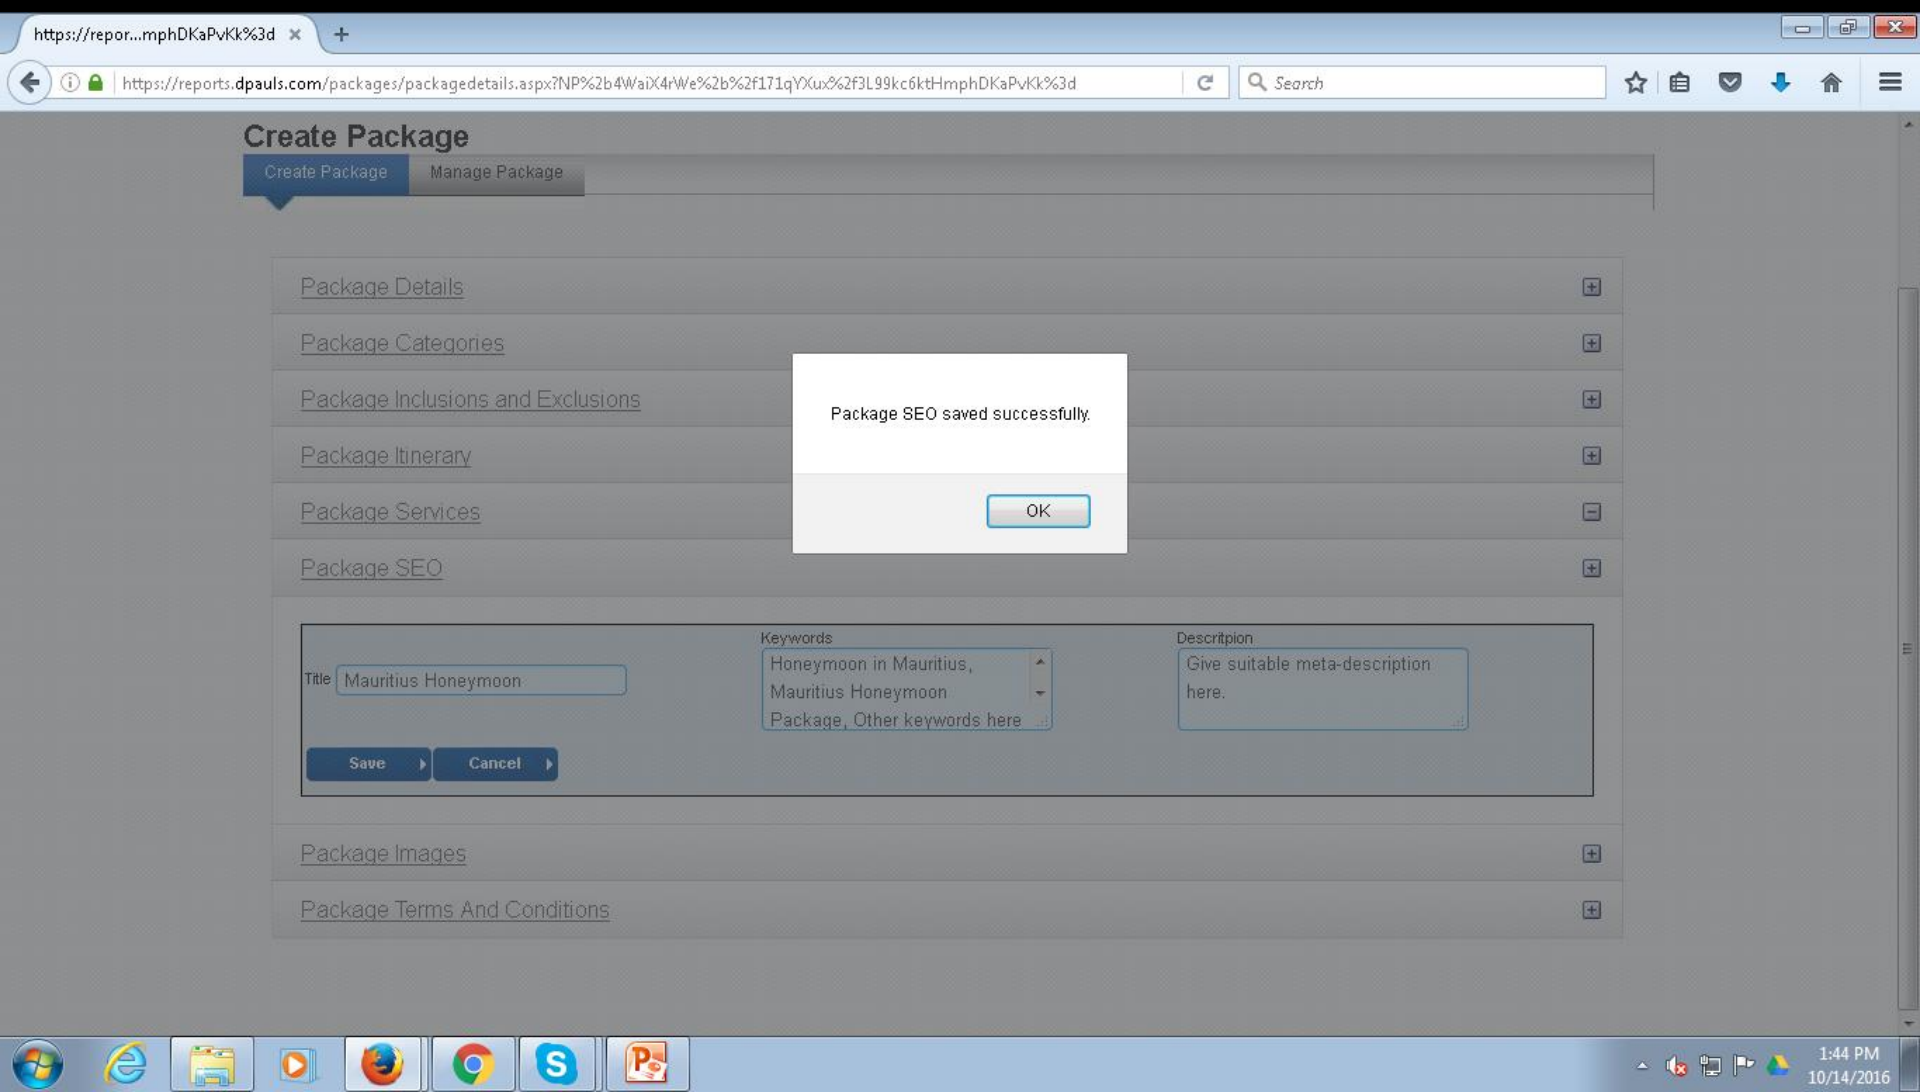 https://repor...mphDKaPvKk%3d
https://reports.dpauls.com/packages/packagedetails.aspx?NP%2b4WaiX4rWe%2b%2f171qYXux%2f3L99kc6ktHmphDKaPvKk%3d
Search
Create Package
Create Package
Manage Package
Package Details
Package Categories
Package Inclusions and Exclusions
Package SEO saved successfully.
Package Itinerary
Package Services
OK
Package SEO
Keywords
Descritpion
Title
Mauritius Honeymoon
Honeymoon in Mauritius,
Mauritius Honeymoon
Package, Other keywords here
Give suitable meta-description
here.
Save
Cancel
Package Images
Package Terms And Conditions
1:44 PM
10/14/2016